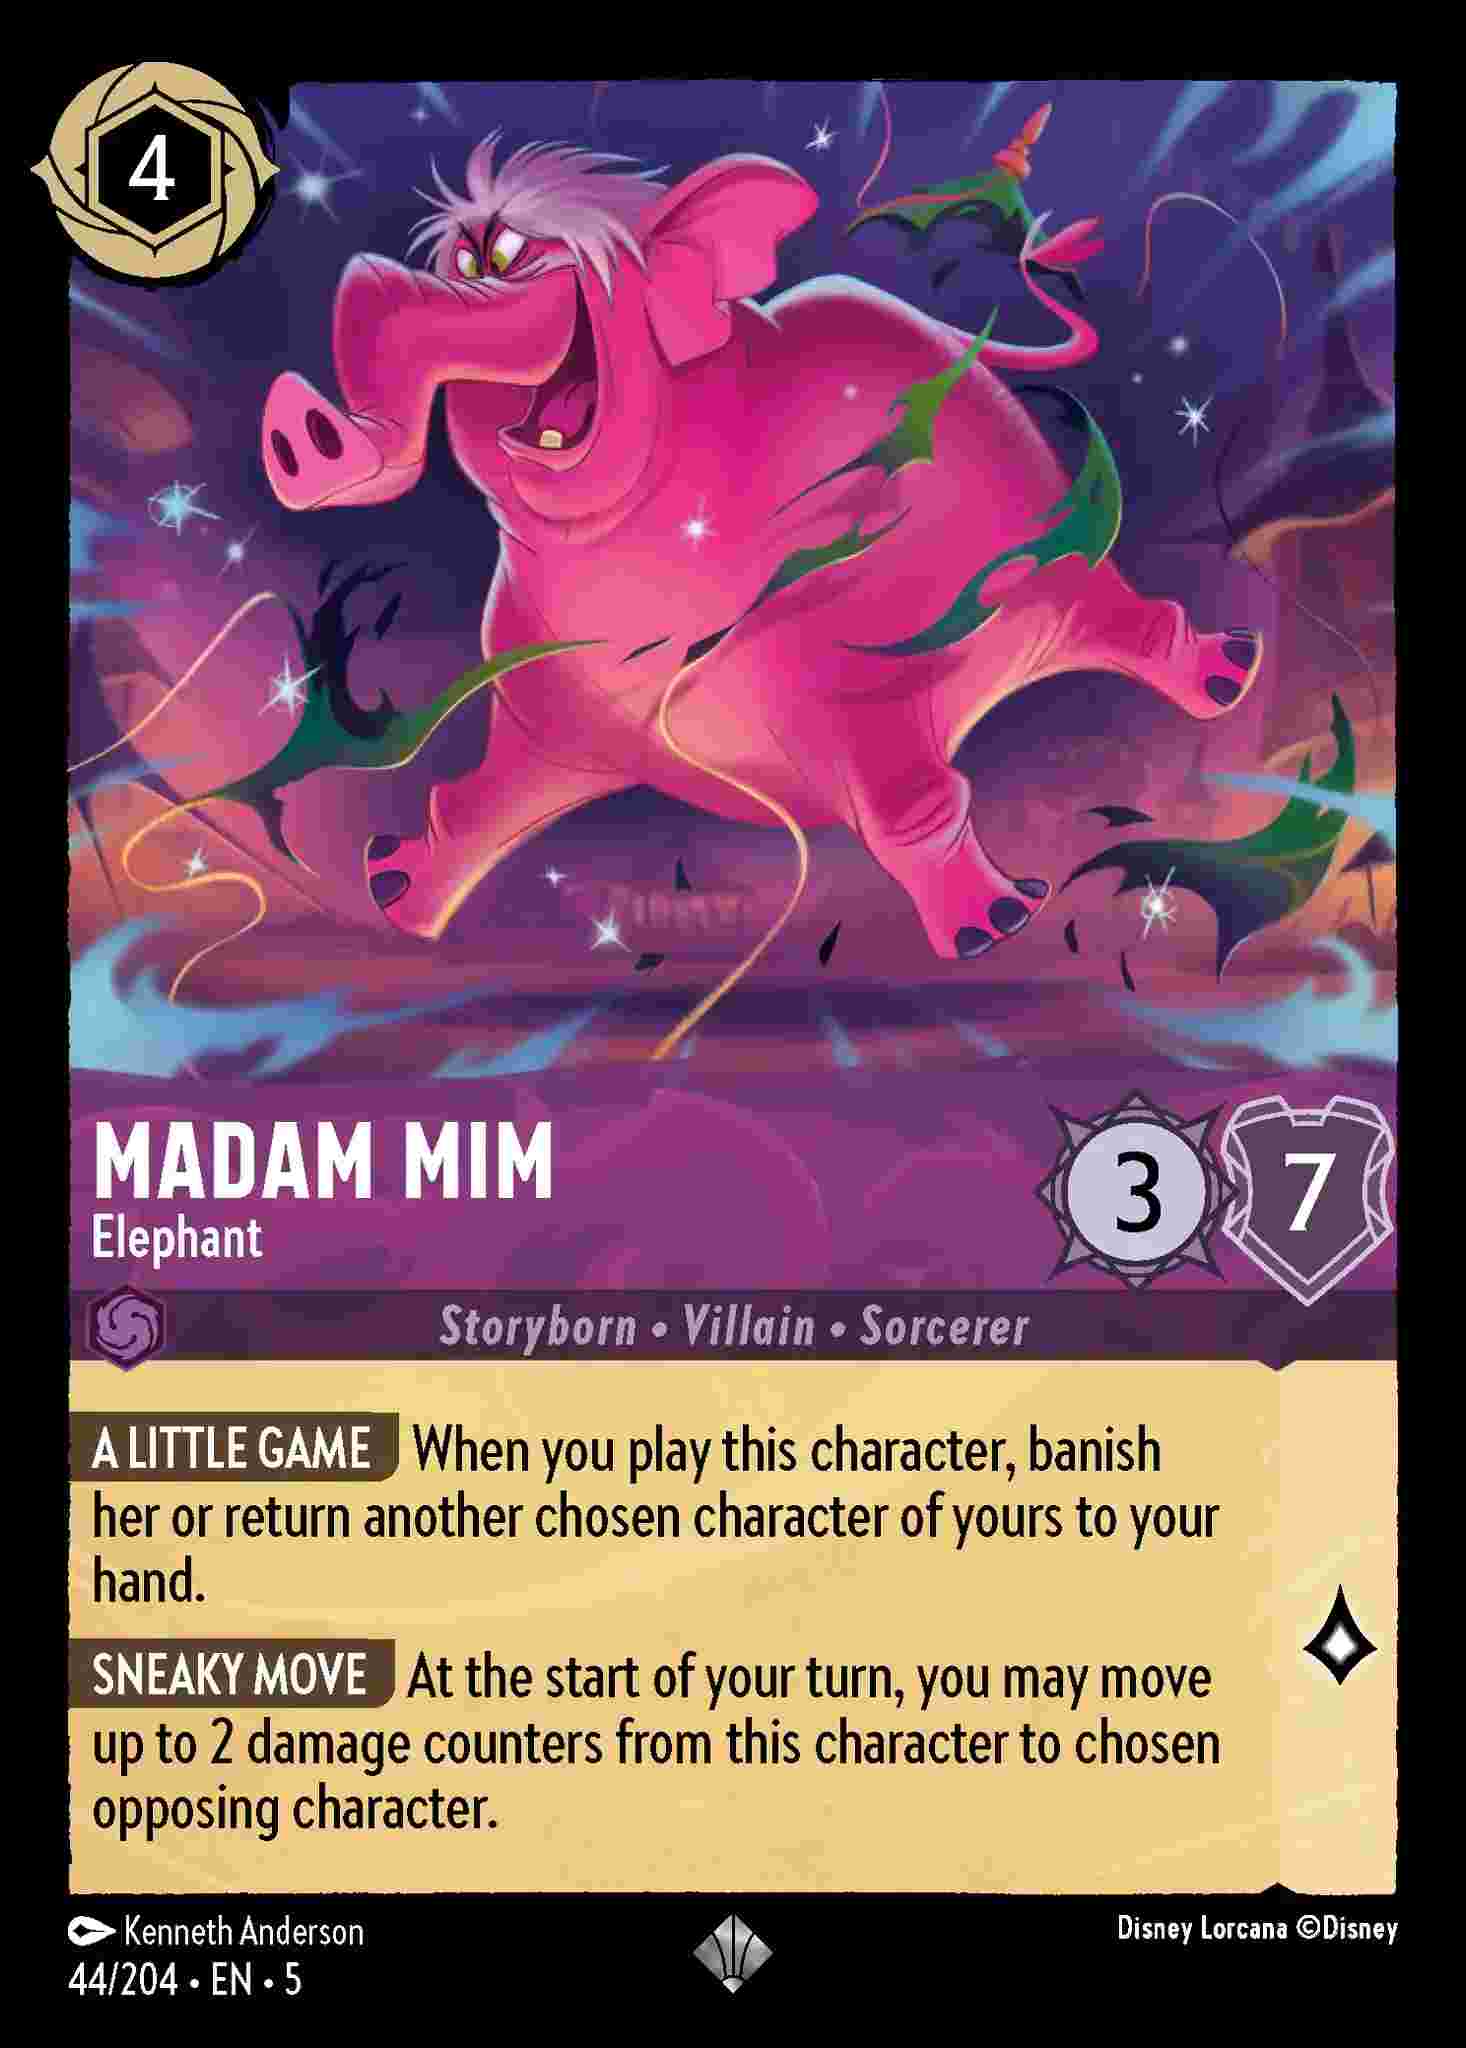 4
MADAM MIM
Elephant
3
7
Storyborn • Villain • Sorcerer
A LITTLE GAME When you play this character, banish
her or return another chosen character of yours to your
hand.
SNEAKY MOVE At the start of your turn, you may move
up to 2 damage counters from this character to chosen
opposing character.
Kenneth Anderson
Disney Lorcana ©Disney
44/204 • EN • 5